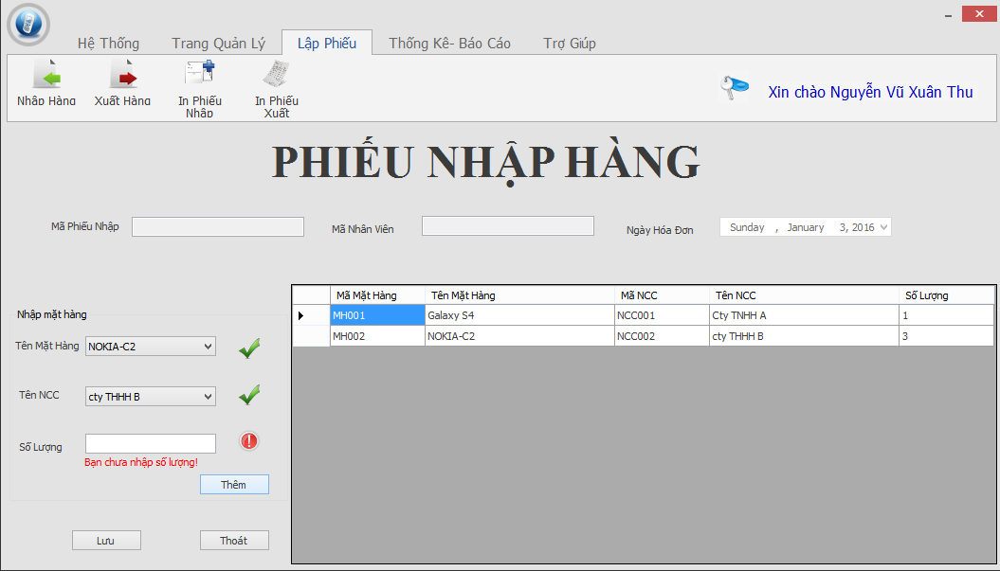 Hệ Thống Trang Quản Lý Lập Phiếu Thống Kê- Báo Cáo Trợ Giúp
Nhập Hàng Xuất Hàng In Phiếu Nhập In Phiếu Xuất
Xin chào Nguyễn Vũ Xuân Thu
PHIẾU NHẬP HÀNG
Mã Phiếu Nhập Mã Nhân Viên Ngày Hóa Đơn Sunday , January 3, 2016
Nhập mặt hàng
Tên Mặt Hàng NOKIA-C2
Tên NCC cty THHH B
Số Lượng
Bạn chưa nhập số lượng!
Thêm
Lưu Thoát
Mã Mặt Hàng Tên Mặt Hàng Mã NCC Tên NCC Số Lượng
MH001 Galaxy S4 NCC001 Cty TNHH A 1
MH002 NOKIA-C2 NCC002 cty THHH B 3